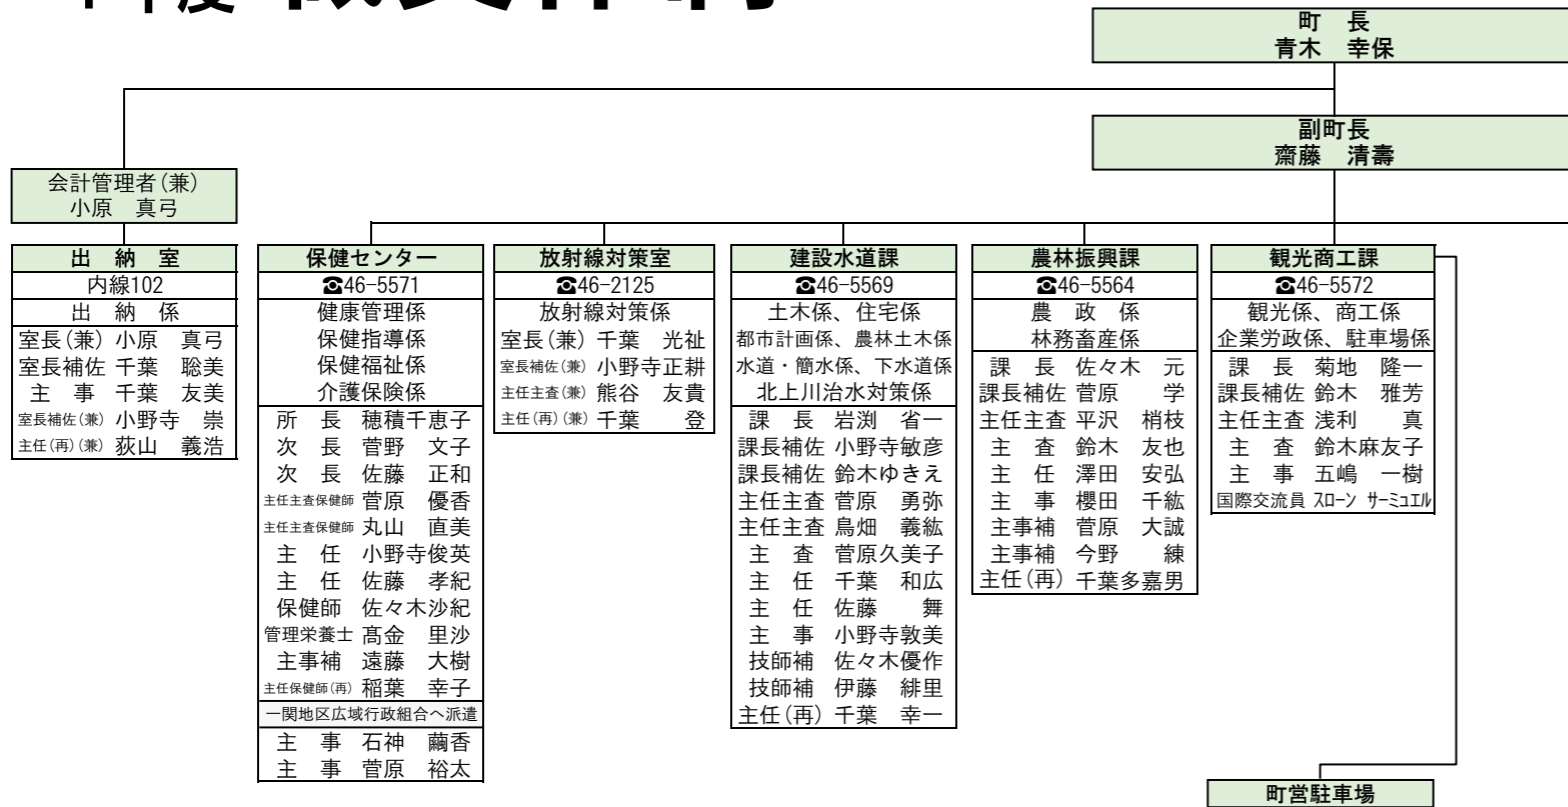 町　長
青木　幸保
副町長
齋藤　清壽
会計管理者(兼)
小原　真弓
出　納　室
内線102
出　納　係
室長(兼) 小原　真弓
室長補佐 千葉　聡美
主　事 千葉　友美
室長補佐(兼) 小野寺　崇
主任(再)(兼) 荻山　義浩
保健センター
☎46-5571
健康管理係
保健指導係
保健福祉係
介護保険係
所　長 穂積千恵子
次　長 菅野　文子
次　長 佐藤　正和
主任主査保健師 菅原　優香
主任主査保健師 丸山　直美
主　任 小野寺俊英
主　任 佐藤　孝紀
保健師 佐々木沙紀
管理栄養士 髙金　里沙
主事補 遠藤　大樹
主任保健師(再) 稲葉　幸子
一関地区広域行政組合へ派遣
主　事 石神　繭香
主　事 菅原　裕太
放射線対策室
☎46-2125
放射線対策係
室長(兼) 千葉　光祉
室長補佐(兼) 小野寺正耕
主任主査(兼) 熊谷　友貴
主任(再)(兼) 千葉　登
建設水道課
☎46-5569
土木係、住宅係
都市計画係、農林土木係
水道・簡水係、下水道係
北上川治水対策係
課　長 岩渕　省一
課長補佐 小野寺敏彦
課長補佐 鈴木ゆきえ
主任主査 菅原　勇弥
主任主査 鳥畑　義紘
主　査 菅原久美子
主　任 千葉　和広
主　任 佐藤　舞
主　事 小野寺敦美
技師補 佐々木優作
技師補 伊藤　緋里
主任(再) 千葉　幸一
農林振興課
☎46-5564
農　政　係
林務畜産係
課　長 佐々木　元
課長補佐 菅原　学
主任主査 平沢　梢枝
主　査 鈴木　友也
主　任 澤田　安弘
主　事 櫻田　千紘
主事補 菅原　大誠
主事補 今野　練
主任(再) 千葉多嘉男
観光商工課
☎46-5572
観光係、商工係
企業労政係、駐車場係
課　長 菊地　隆一
課長補佐 鈴木　雅芳
主任主査 浅利　真
主　査 鈴木麻友子
主　事 五嶋　一樹
国際交流員 スローン サーミュエル
町営駐車場